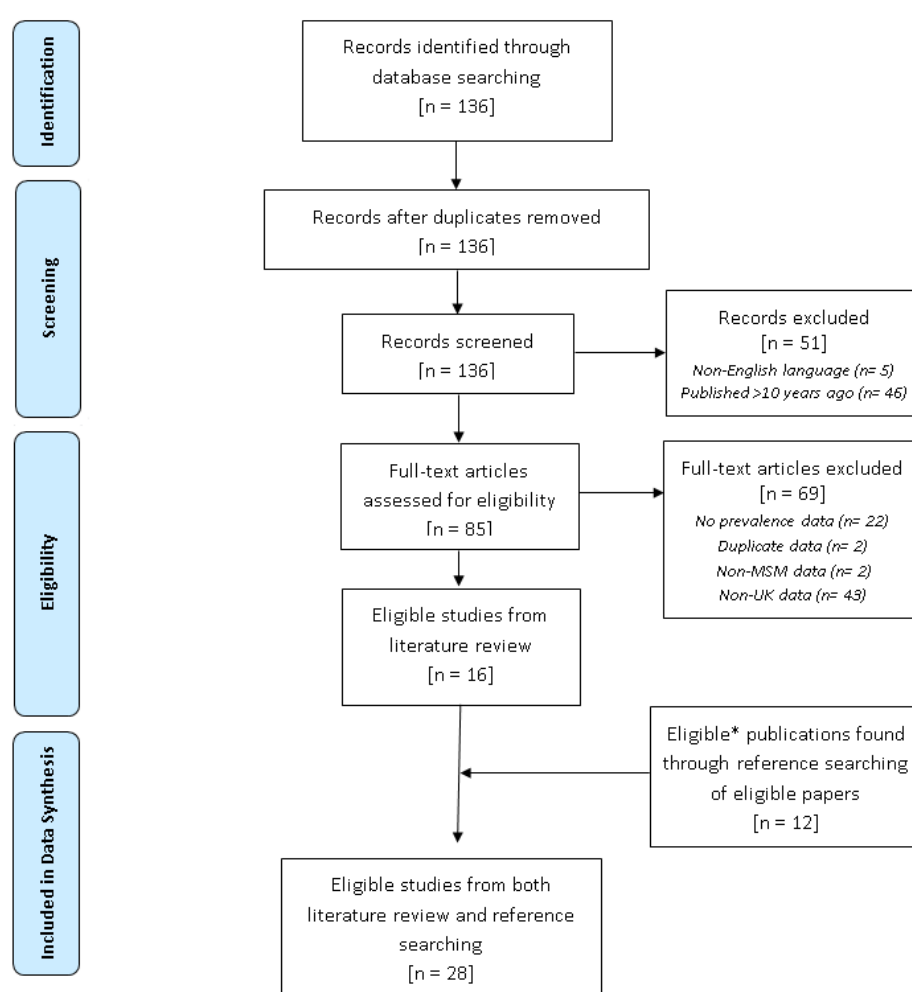 Identification
Records identified through
database searching
[n = 136]
Screening
Records after duplicates removed
[n = 136]
Records screened
[n = 136]
Records excluded
[n = 51]
Non-English language (n= 5)
Published >10 years ago (n= 46)
Eligibility
Full-text articles
assessed for eligibility
[n = 85]
Full-text articles excluded
[n = 69]
No prevalence data (n= 22)
Duplicate data (n= 2)
Non-MSM data (n= 2)
Non-UK data (n= 43)
Eligible studies from
literature review
[n = 16]
Included in Data Synthesis
Eligible* publications found
through reference searching
of eligible papers
[n = 12]
Eligible studies from both
literature review and reference
searching
[n = 28]